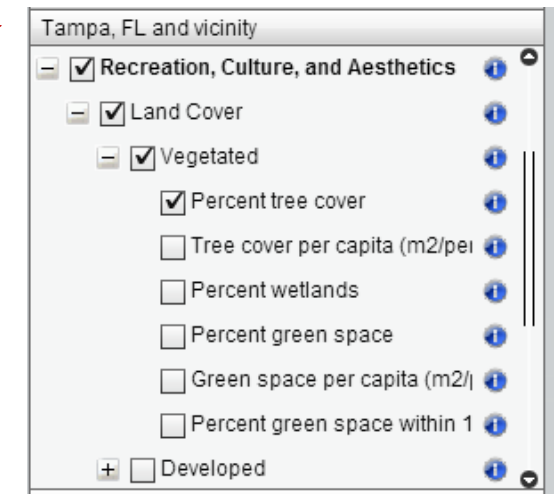 Tampa, FL and vicinity
Recreation, Culture, and Aesthetics
Land Cover
Vegetated
Percent tree cover
Tree cover per capita (m2/per
Percent wetlands
Percent green space
Green space per capita (m2/p
Percent green space within 1
Developed